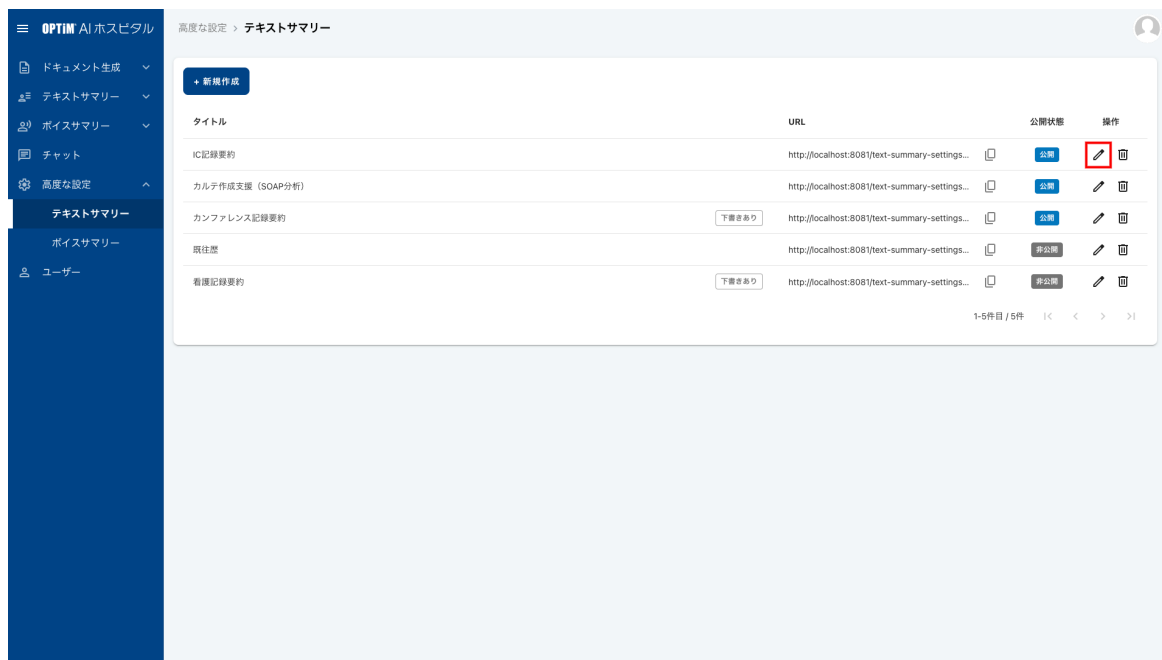 OPTiM AI ホスピタル
高度な設定 > テキストサマリー
ドキュメント生成
テキストサマリー
ボイスサマリー
チャット
高度な設定
テキストサマリー
ボイスサマリー
ユーザー
+ 新規作成
タイトル URL 公開状態 操作
IC記録要約 http://localhost:8081/text-summary-settings... 公開
カルテ作成支援（SOAP分析） http://localhost:8081/text-summary-settings... 公開
カンファレンス記録要約 下書きあり http://localhost:8081/text-summary-settings... 公開
既往歴 http://localhost:8081/text-summary-settings... 非公開
看護記録要約 下書きあり http://localhost:8081/text-summary-settings... 非公開
1-5件目 / 5件